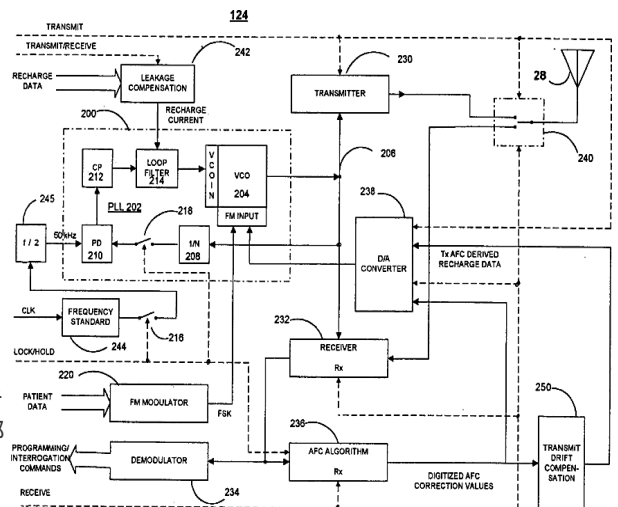 124
TRANSMIT
TRANSMIT/RECEIVE
242
RECHARGE
DATA
LEAKAGE
COMPENSATION
RECHARGE
CURRENT
230
TRANSMITTER
28
240
200
CP
212
LOOP
FILTER
214
VCOIN
VCO
204
FM INPUT
206
PLL 202
218
245
f / 2
50 kHz
PD
210
1/N
208
238
D/A
CONVERTER
Tx AFC DERIVED
RECHARGE DATA
CLK
FREQUENCY
STANDARD
244
216
232
RECEIVER
Rx
LOCK/HOLD
220
PATIENT
DATA
FM MODULATOR
FSK
236
AFC ALGORITHM
Rx
250
TRANSMIT
DRIFT
COMPEN-
SATION
PROGRAMMING/
INTERROGATION
COMMANDS
DEMODULATOR
234
DIGITIZED AFC
CORRECTION VALUES
RECEIVE